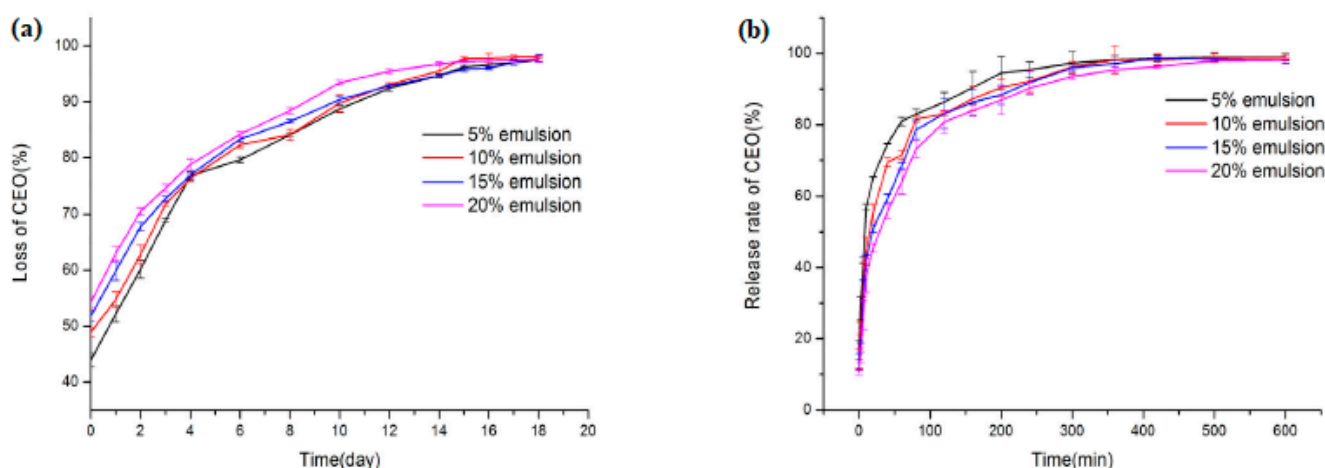 (a)
100
90
80
70
60
50
40
Loss of CEO(%)
5% emulsion
10% emulsion
15% emulsion
20% emulsion
0 2 4 6 8 10 12 14 16 18 20
Time(day)
(b)
100
80
60
40
20
0
Release rate of CEO(%)
5% emulsion
10% emulsion
15% emulsion
20% emulsion
0 100 200 300 400 500 600
Time(min)